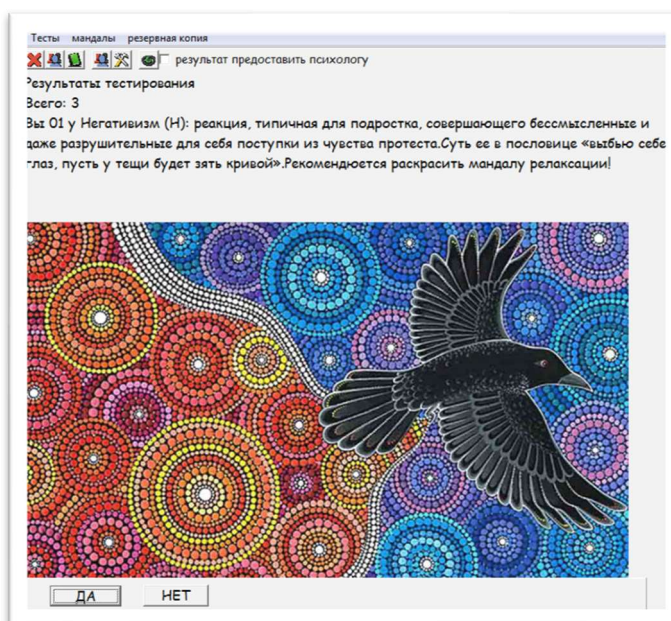 Тесты мандалы резервная копия
результат предоставить психологу
Результаты тестирования
Всего: 3
Вы 01 у Негативизм (Н): реакция, типичная для подростка, совершающего бессмысленные и
даже разрушительные для себя поступки из чувства протеста.Суть ее в пословице «выбью себе
глаз, пусть у тещи будет зять кривой».Рекомендюется раскрасить мандалу релаксации!
ДА НЕТ